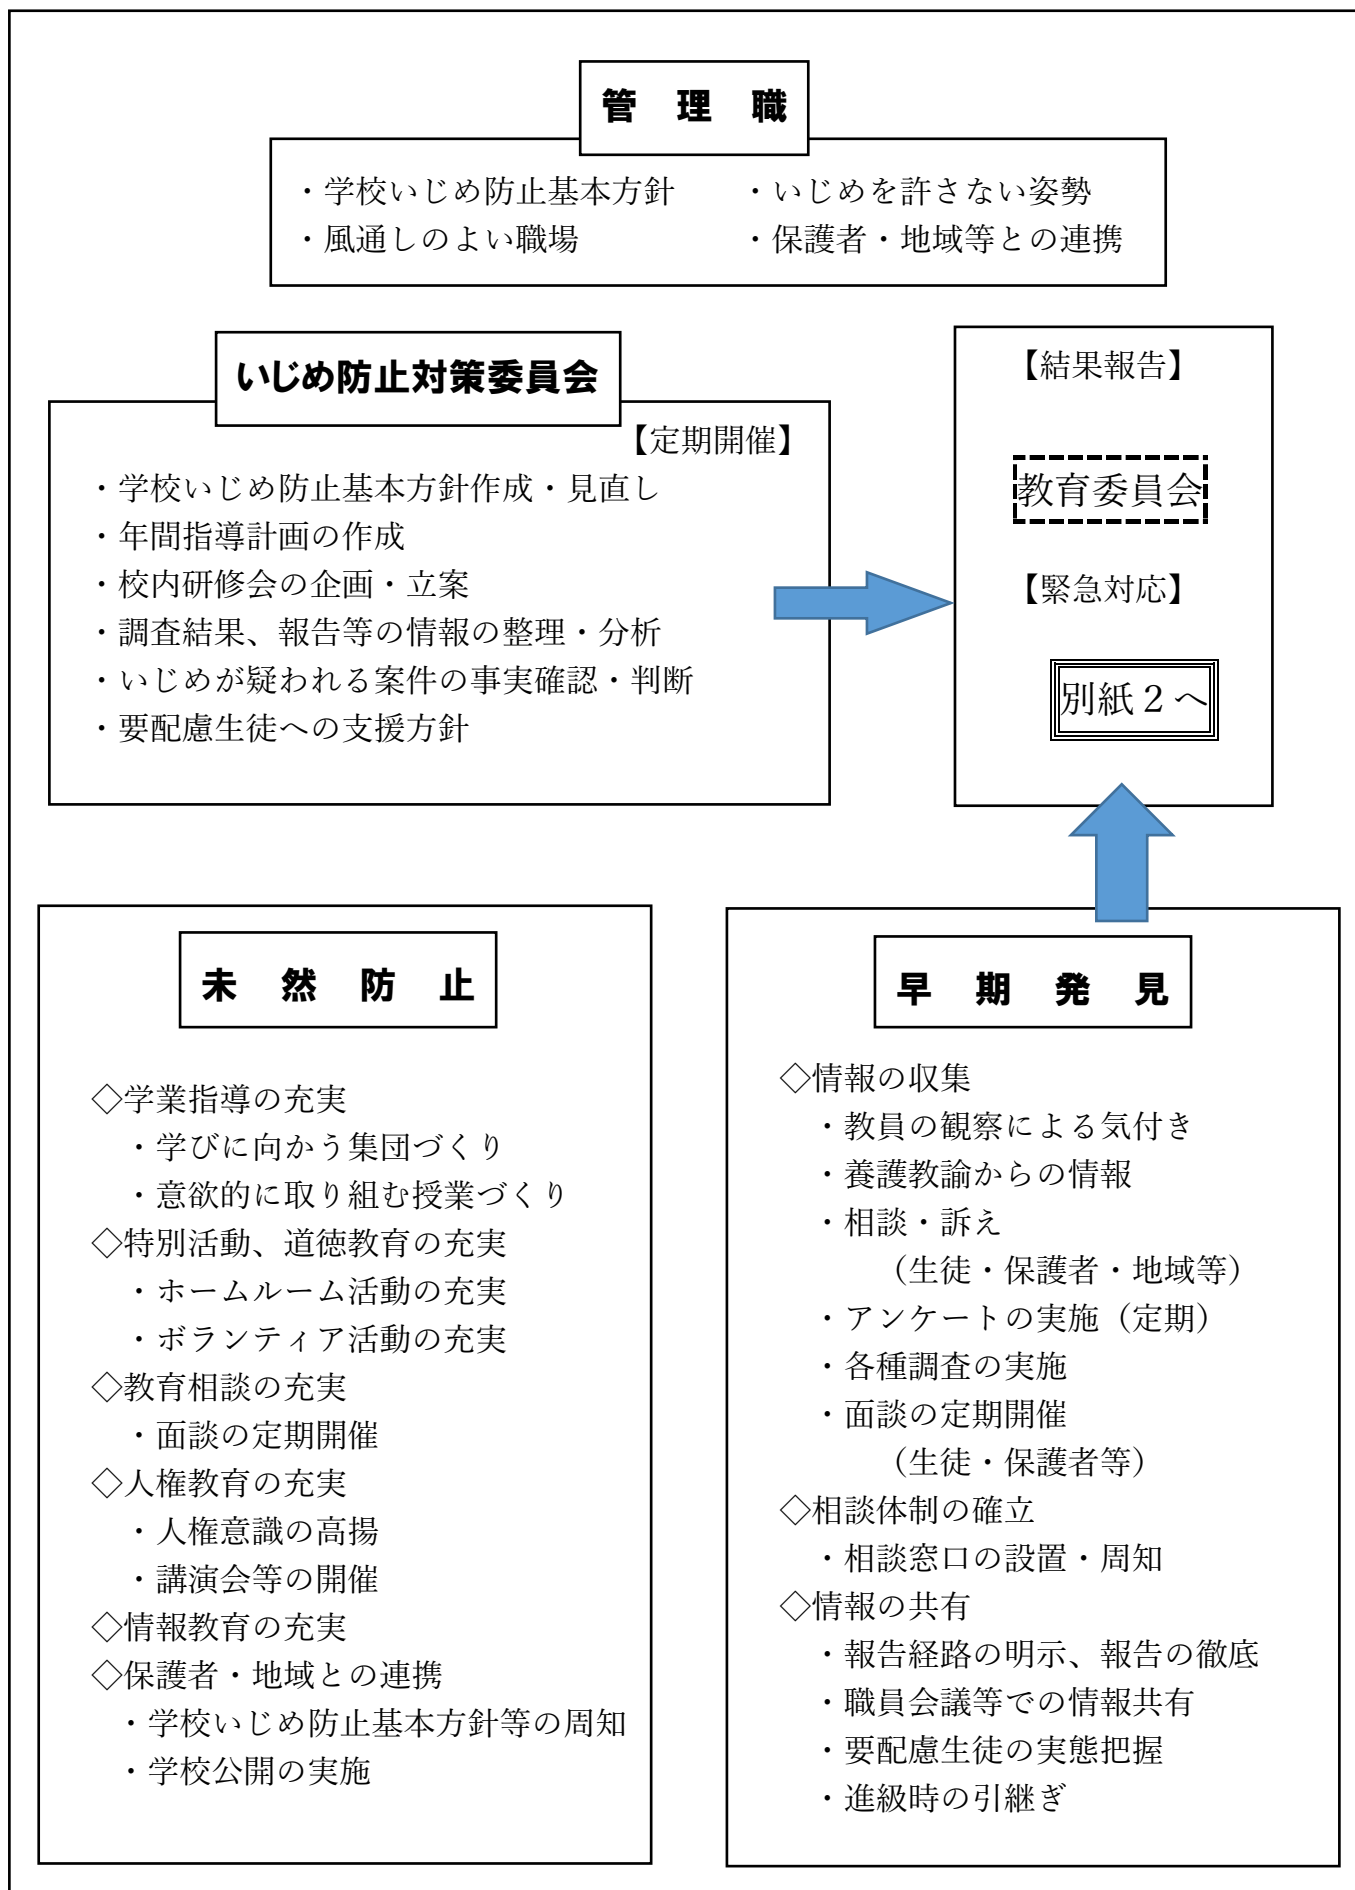 管 理 職
・学校いじめ防止基本方針 ・いじめを許さない姿勢
・風通しのよい職場 ・保護者・地域等との連携
いじめ防止対策委員会
【定期開催】
・学校いじめ防止基本方針作成・見直し
・年間指導計画の作成
・校内研修会の企画・立案
・調査結果、報告等の情報の整理・分析
・いじめが疑われる案件の事実確認・判断
・要配慮生徒への支援方針
【結果報告】
教育委員会
【緊急対応】
別紙２へ
未 然 防 止
◇学業指導の充実
・学びに向かう集団づくり
・意欲的に取り組む授業づくり
◇特別活動、道徳教育の充実
・ホームルーム活動の充実
・ボランティア活動の充実
◇教育相談の充実
・面談の定期開催
◇人権教育の充実
・人権意識の高揚
・講演会等の開催
◇情報教育の充実
◇保護者・地域との連携
・学校いじめ防止基本方針等の周知
・学校公開の実施
早 期 発 見
◇情報の収集
・教員の観察による気付き
・養護教諭からの情報
・相談・訴え
（生徒・保護者・地域等）
・アンケートの実施（定期）
・各種調査の実施
・面談の定期開催
（生徒・保護者等）
◇相談体制の確立
・相談窓口の設置・周知
◇情報の共有
・報告経路の明示、報告の徹底
・職員会議等での情報共有
・要配慮生徒の実態把握
・進級時の引継ぎ